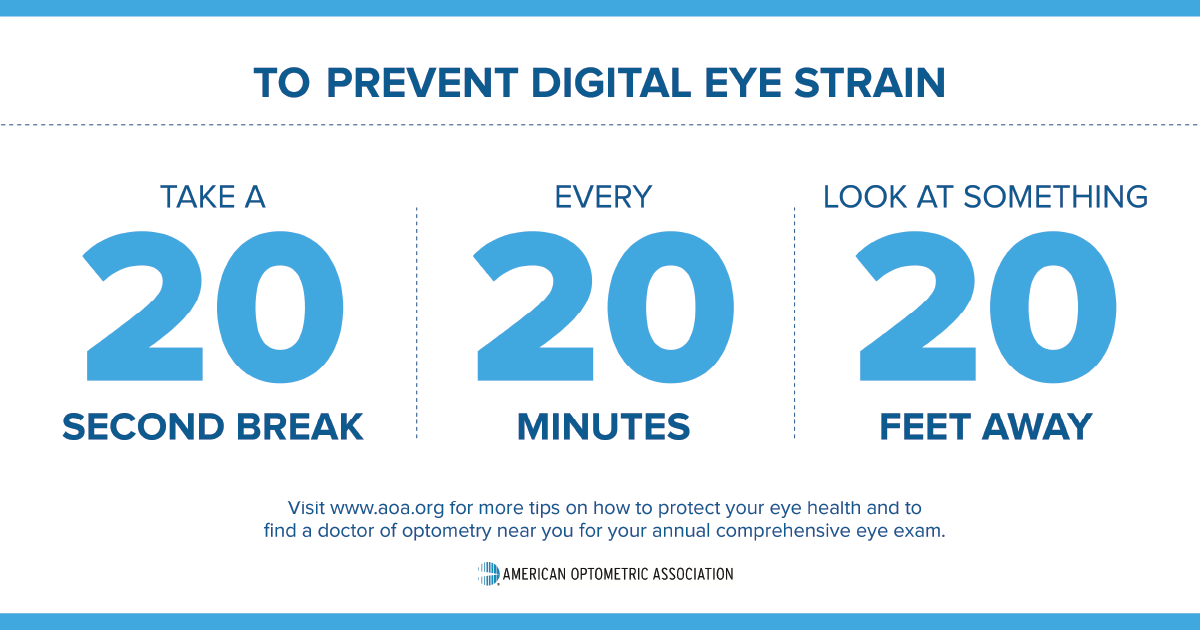 TO PREVENT DIGITAL EYE STRAIN
TAKE A
20
SECOND BREAK
EVERY
20
MINUTES
LOOK AT SOMETHING
20
FEET AWAY
Visit www.aoa.org for more tips on how to protect your eye health and to
find a doctor of optometry near you for your annual comprehensive eye exam.
AMERICAN OPTOMETRIC ASSOCIATION